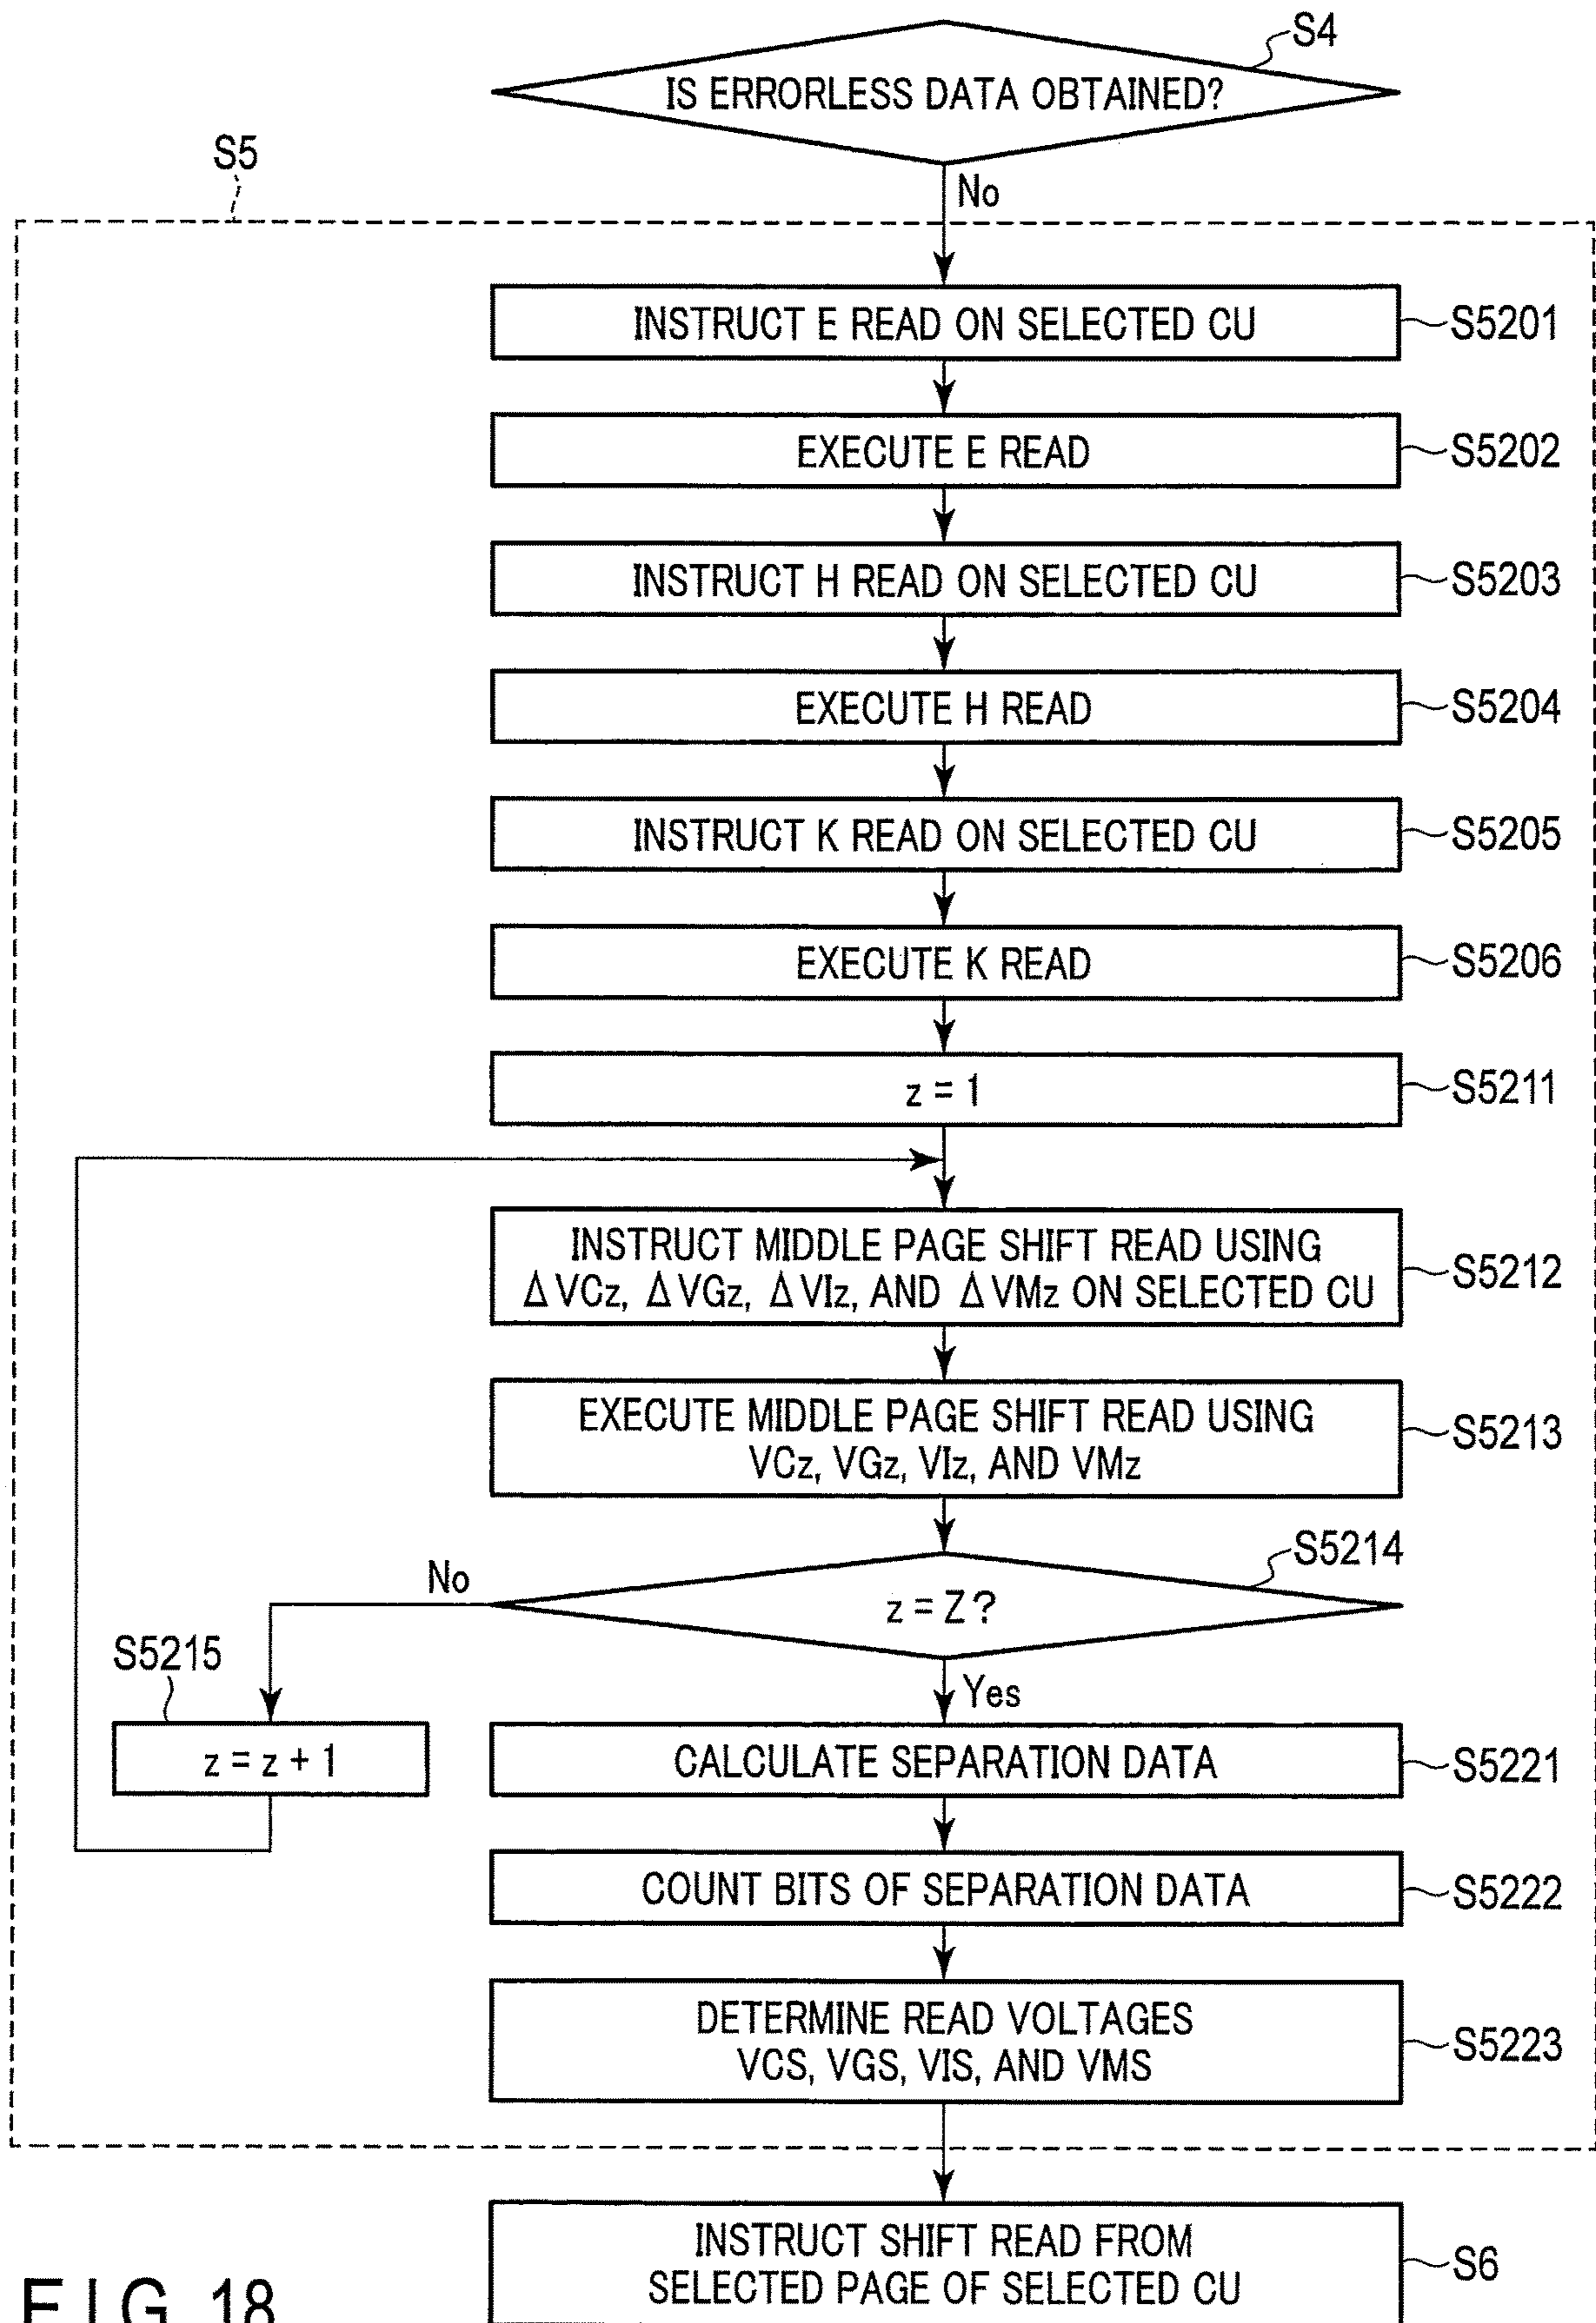 S4
IS ERRORLESS DATA OBTAINED?
S5
No
INSTRUCT E READ ON SELECTED CU
S5201
EXECUTE E READ
S5202
INSTRUCT H READ ON SELECTED CU
S5203
EXECUTE H READ
S5204
INSTRUCT K READ ON SELECTED CU
S5205
EXECUTE K READ
S5206
z = 1
S5211
INSTRUCT MIDDLE PAGE SHIFT READ USING
ΔVCz, ΔVGz, ΔVIz, AND ΔVMz ON SELECTED CU
S5212
EXECUTE MIDDLE PAGE SHIFT READ USING
VCz, VGz, VIz, AND VMz
S5213
S5214
No
z = Z?
S5215
Yes
z = z + 1
CALCULATE SEPARATION DATA
S5221
COUNT BITS OF SEPARATION DATA
S5222
DETERMINE READ VOLTAGES
VCS, VGS, VIS, AND VMS
S5223
INSTRUCT SHIFT READ FROM
SELECTED PAGE OF SELECTED CU
S6
FIG. 18